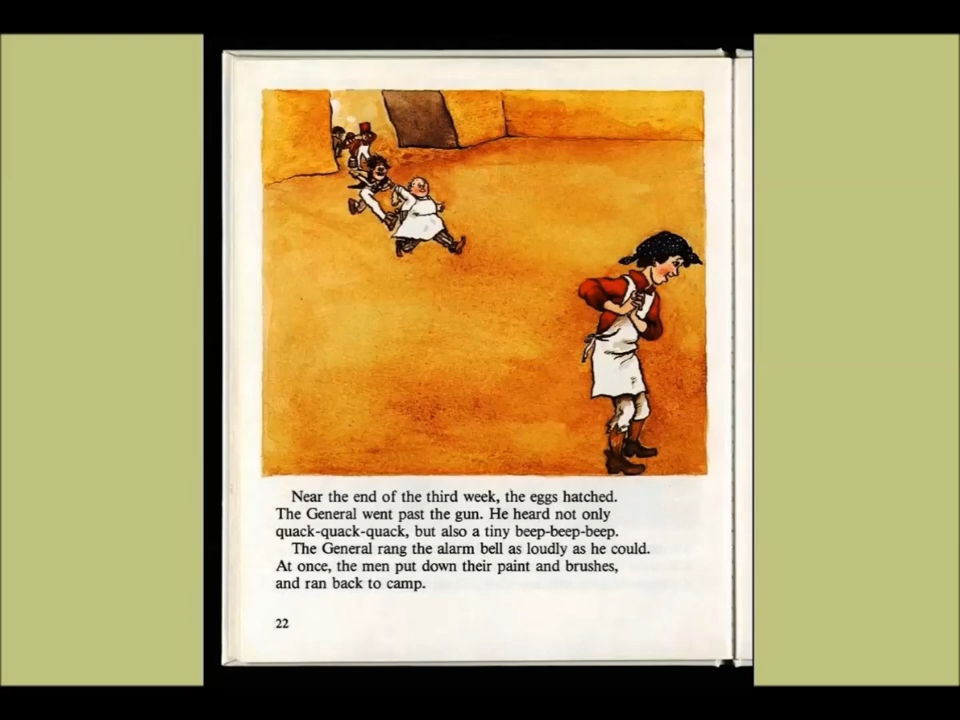 Near the end of the third week, the eggs hatched.
The General went past the gun. He heard not only
quack-quack-quack, but also a tiny beep-beep-beep.
The General rang the alarm bell as loudly as he could.
At once, the men put down their paint and brushes,
and ran back to camp.
22